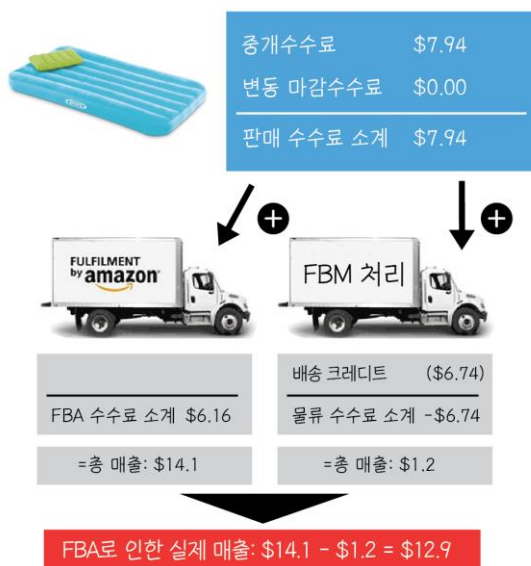 중개수수료 $7.94
변동 마감수수료 $0.00
판매 수수료 소계 $7.94
+ +
FULFILMENT
by amazon
FBM 처리
배송 크레디트 ($6.74)
FBA 수수료 소계 $6.16
물류 수수료 소계 -$6.74
=총 매출: $14.1
=총 매출: $1.2
FBA로 인한 실제 매출: $14.1 – $1.2 = $12.9